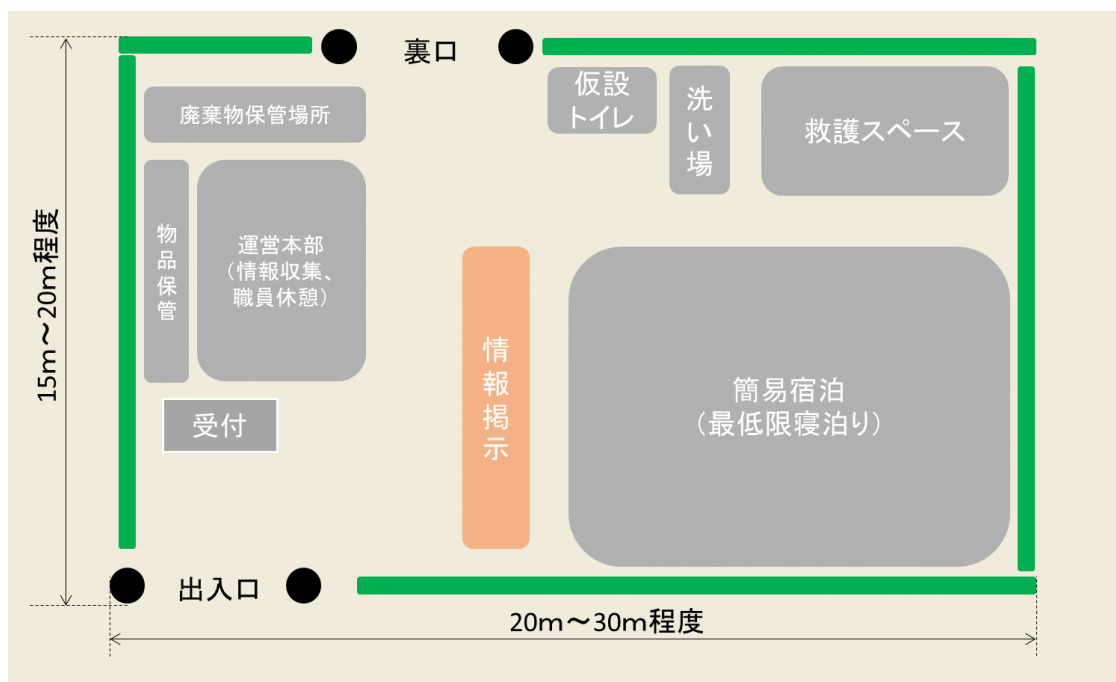 裏口
仮設
トイレ
洗い場
救護スペース
廃棄物保管場所
物品保管
運営本部
（情報収集、
職員休憩）
15m～20m程度
情報掲示
簡易宿泊
（最低限寝泊り）
受付
出入口
20m～30m程度